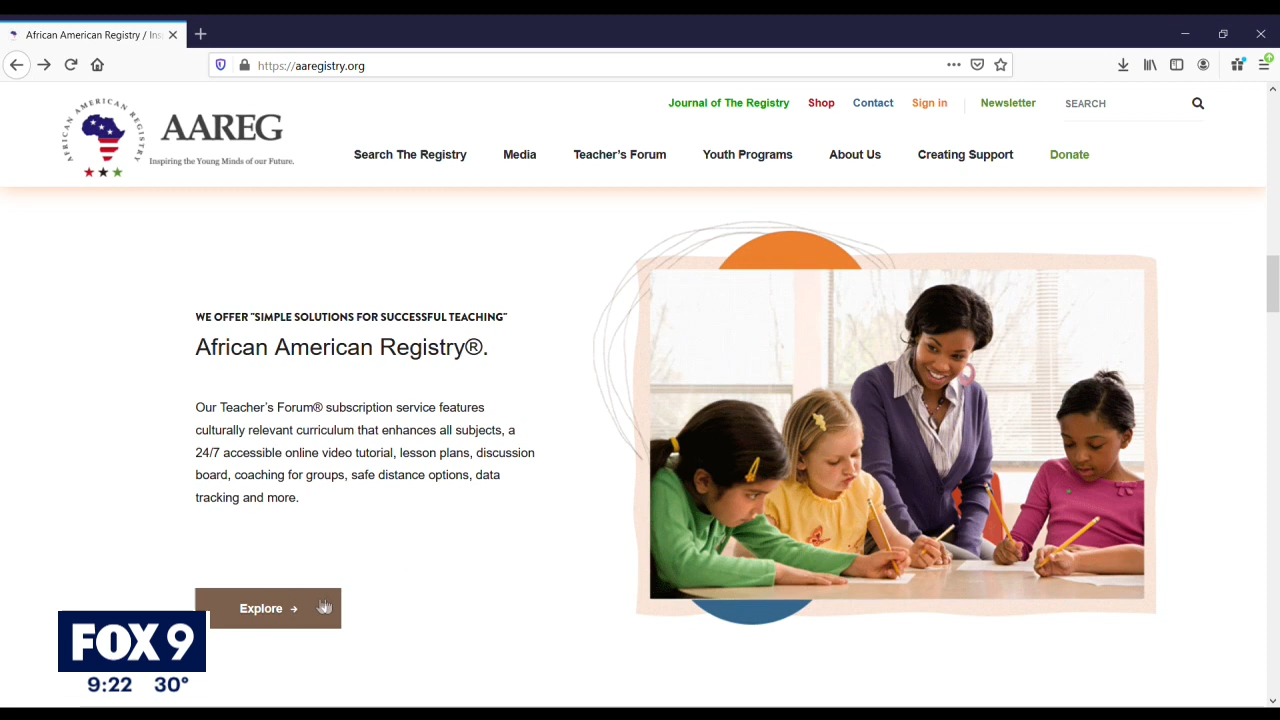 African American Registry / Ins
https://aaregistry.org
Journal of The Registry Shop Contact Sign in Newsletter SEARCH
AFRICAN AMERICAN REGISTRY
AAREG
Inspiring the Young Minds of our Future.
Search The Registry Media Teacher's Forum Youth Programs About Us Creating Support Donate
WE OFFER "SIMPLE SOLUTIONS FOR SUCCESSFUL TEACHING"
African American Registry®.
Our Teacher's Forum® subscription service features
culturally relevant curriculum that enhances all subjects, a
24/7 accessible online video tutorial, lesson plans. discussion
board, coaching for groups, safe distance options, data
tracking and more.
Explore →
FOX 9
9:22 30°